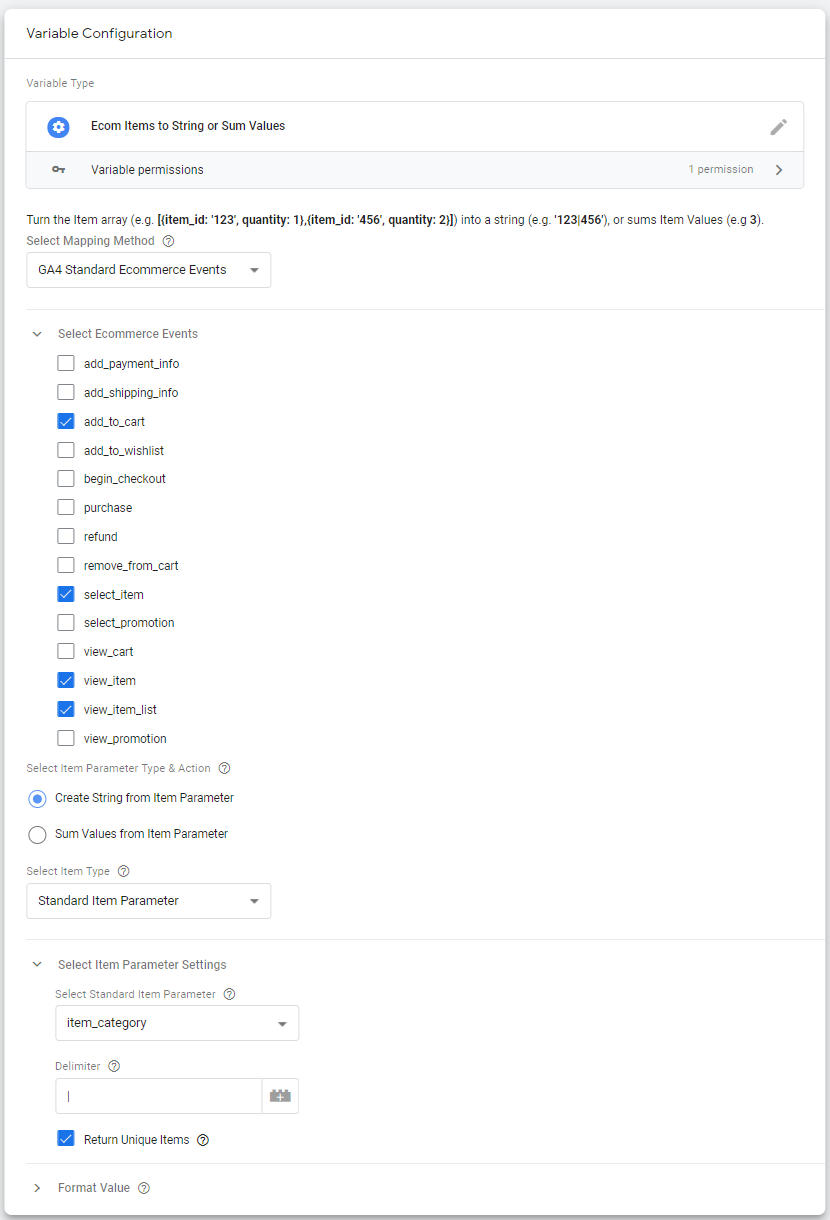 Variable Configuration
Variable Type
Ecom Items to String or Sum Values
Variable permissions 1 permission
Turn the Item array (e.g. [{item_id: '123', quantity: 1},{item_id: '456', quantity: 2}]) into a string (e.g. '123|456'), or sums Item Values (e.g 3).
Select Mapping Method
GA4 Standard Ecommerce Events
Select Ecommerce Events
add_payment_info
add_shipping_info
add_to_cart
add_to_wishlist
begin_checkout
purchase
refund
remove_from_cart
select_item
select_promotion
view_cart
view_item
view_item_list
view_promotion
Select Item Parameter Type & Action
Create String from Item Parameter
Sum Values from Item Parameter
Select Item Type
Standard Item Parameter
Select Item Parameter Settings
Select Standard Item Parameter
item_category
Delimiter
|
Return Unique Items
Format Value